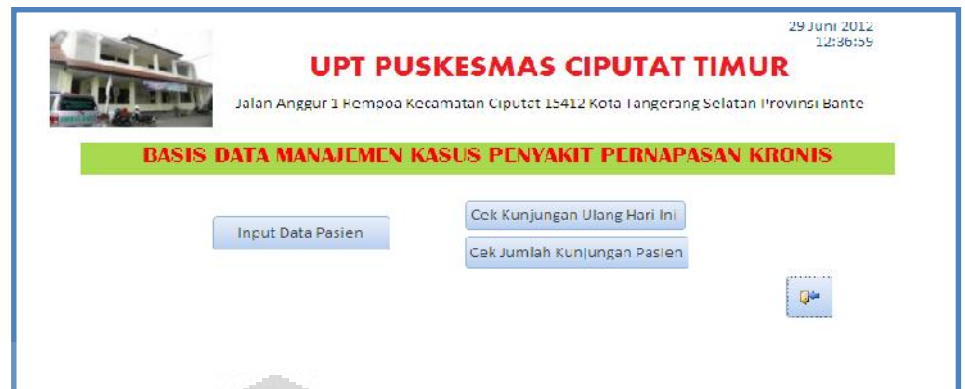 29 Juni 2012
12:36:59
UPT PUSKESMAS CIPUTAT TIMUR
Jalan Anggur 1 Rempoa Kecamatan Ciputat 15412 Kota Tangerang Selatan Provinsi Bante
BASIS DATA MANAJEMEN KASUS PENYAKIT PERNAPASAN KRONIS
Input Data Pasien
Cek Kunjungan Ulang Hari Ini
Cek Jumlah Kunjungan Pasien